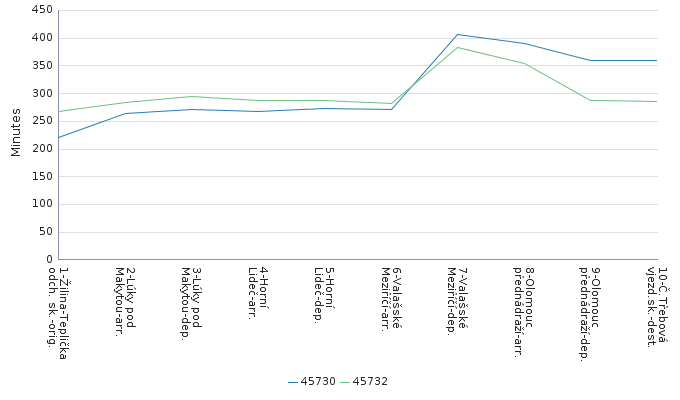 450
400
350
300
250
200
150
100
50
0
Minutes
1-Žilina-Teplička
odch. sk.-orig.
2-Lúky pod
Makytou-arr.
3-Lúky pod
Makytou-dep.
4-Horní
Lideč-arr.
5-Horní
Lideč-dep.
6-Valašské
Meziříčí-arr.
7-Valašské
Meziříčí-dep.
8-Olomouc
přednádraží-arr.
9-Olomouc
přednádraží-dep.
10-Č.Třebová
vjezd.sk.-dest.
45730
45732